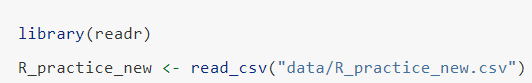 library(readr)
R_practice_new <- read_csv("data/R_practice_new.csv")